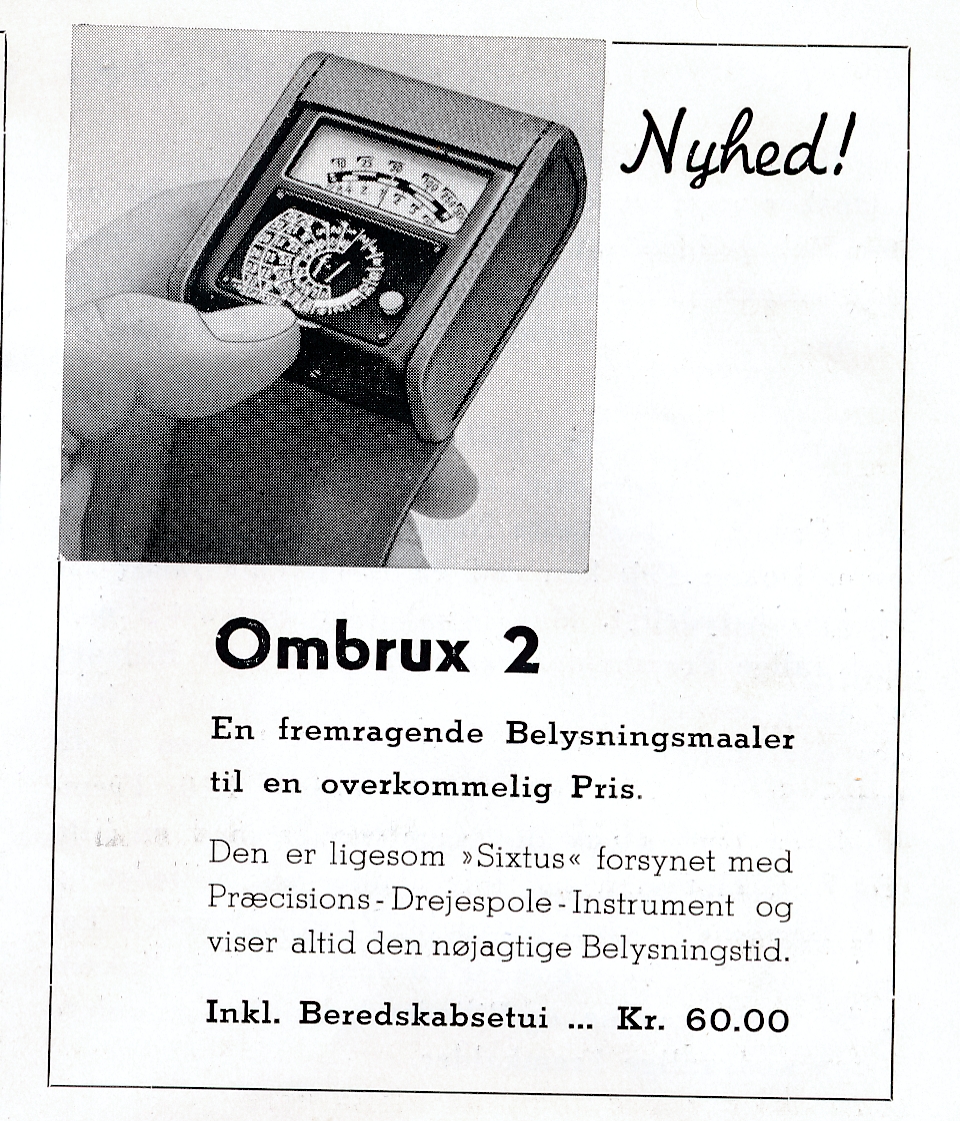 Nyhed!
Ombrux 2
En fremragende Belysningsmaaler
til en overkommelig Pris.
Den er ligesom »Sixtus« forsynet med
Præcisions-Drejespole-Instrument og
viser altid den nøjagtige Belysningstid.
Inkl. Beredskabsetui ... Kr. 60.00